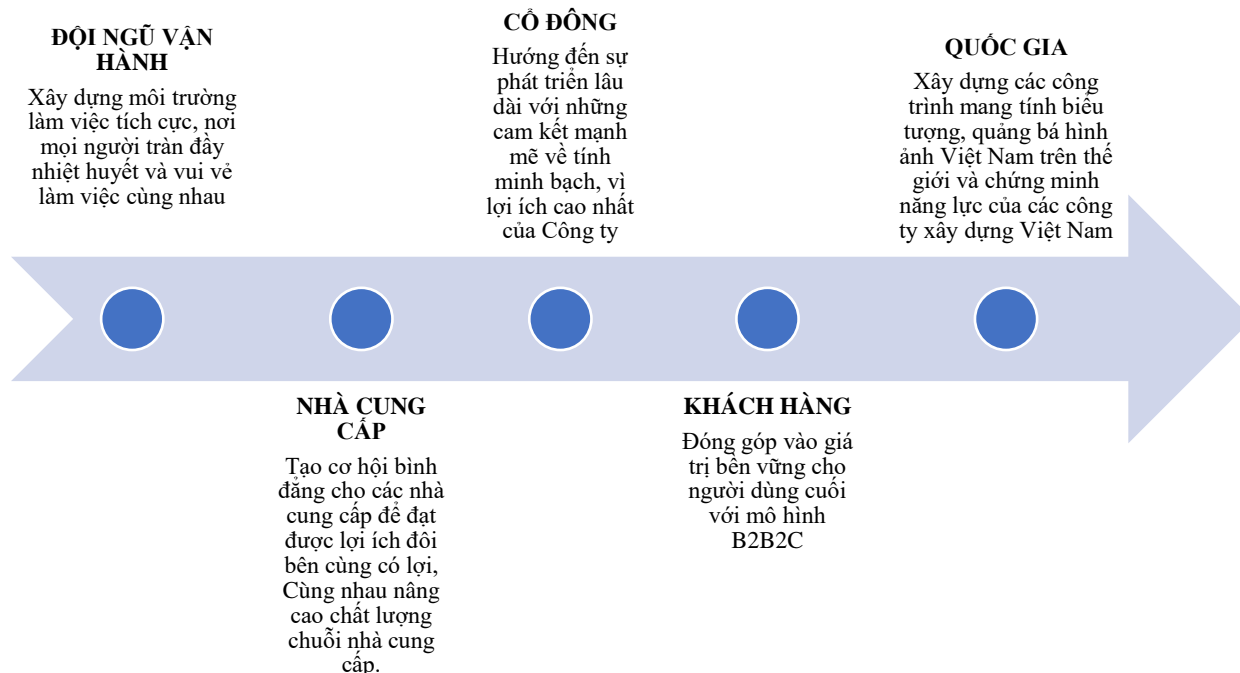 ĐỘI NGŨ VẬN
HÀNH
Xây dựng môi trường
làm việc tích cực, nơi
mọi người tràn đầy
nhiệt huyết và vui vẻ
làm việc cùng nhau
NHÀ CUNG
CẤP
Tạo cơ hội bình
đẳng cho các nhà
cung cấp để đạt
được lợi ích đôi
bên cùng có lợi,
Cùng nhau nâng
cao chất lượng
chuỗi nhà cung
cấp.
CỔ ĐÔNG
Hướng đến sự
phát triển lâu
dài với những
cam kết mạnh
mẽ về tính
minh bạch, vì
lợi ích cao nhất
của Công ty
KHÁCH HÀNG
Đóng góp vào giá
trị bền vững cho
người dùng cuối
với mô hình
B2B2C
QUỐC GIA
Xây dựng các công
trình mang tính biểu
tượng, quảng bá hình
ảnh Việt Nam trên thế
giới và chứng minh
năng lực của các công
ty xây dựng Việt Nam